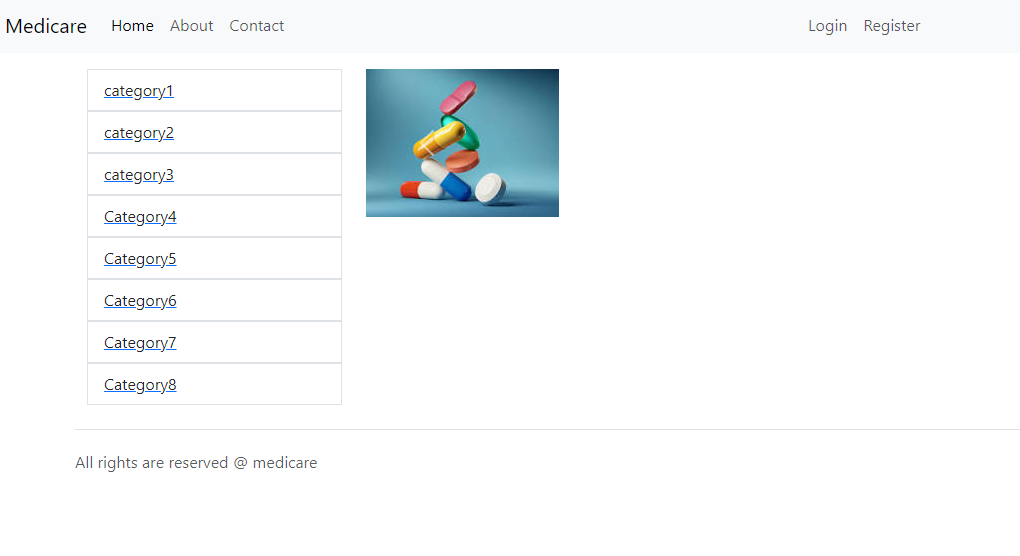 Medicare Home About Contact Login Register
category1
category2
category3
Category4
Category5
Category6
Category7
Category8
All rights are reserved @ medicare